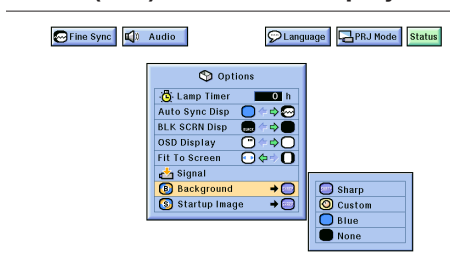 Fine Sync
Audio
Language
PRJ Mode
Status
Options
Lamp Timer 0 h
Auto Sync Disp
BLK SCRN Disp
OSD Display
Fit To Screen
Signal
B Background
S Startup Image
Sharp
Custom
Blue
None